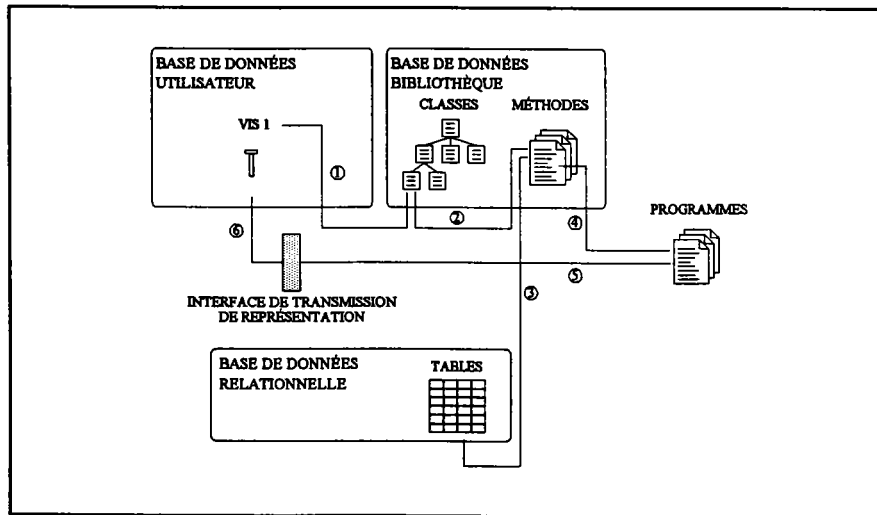 BASE DE DONNÉES
UTILISATEUR
VIS 1
①
BASE DE DONNÉES
BIBLIOTHÈQUE
CLASSES
MÉTHODES
②
④
PROGRAMMES
⑥
⑤
③
INTERFACE DE TRANSMISSION
DE REPRÉSENTATION
BASE DE DONNÉES
RELATIONNELLE
TABLES